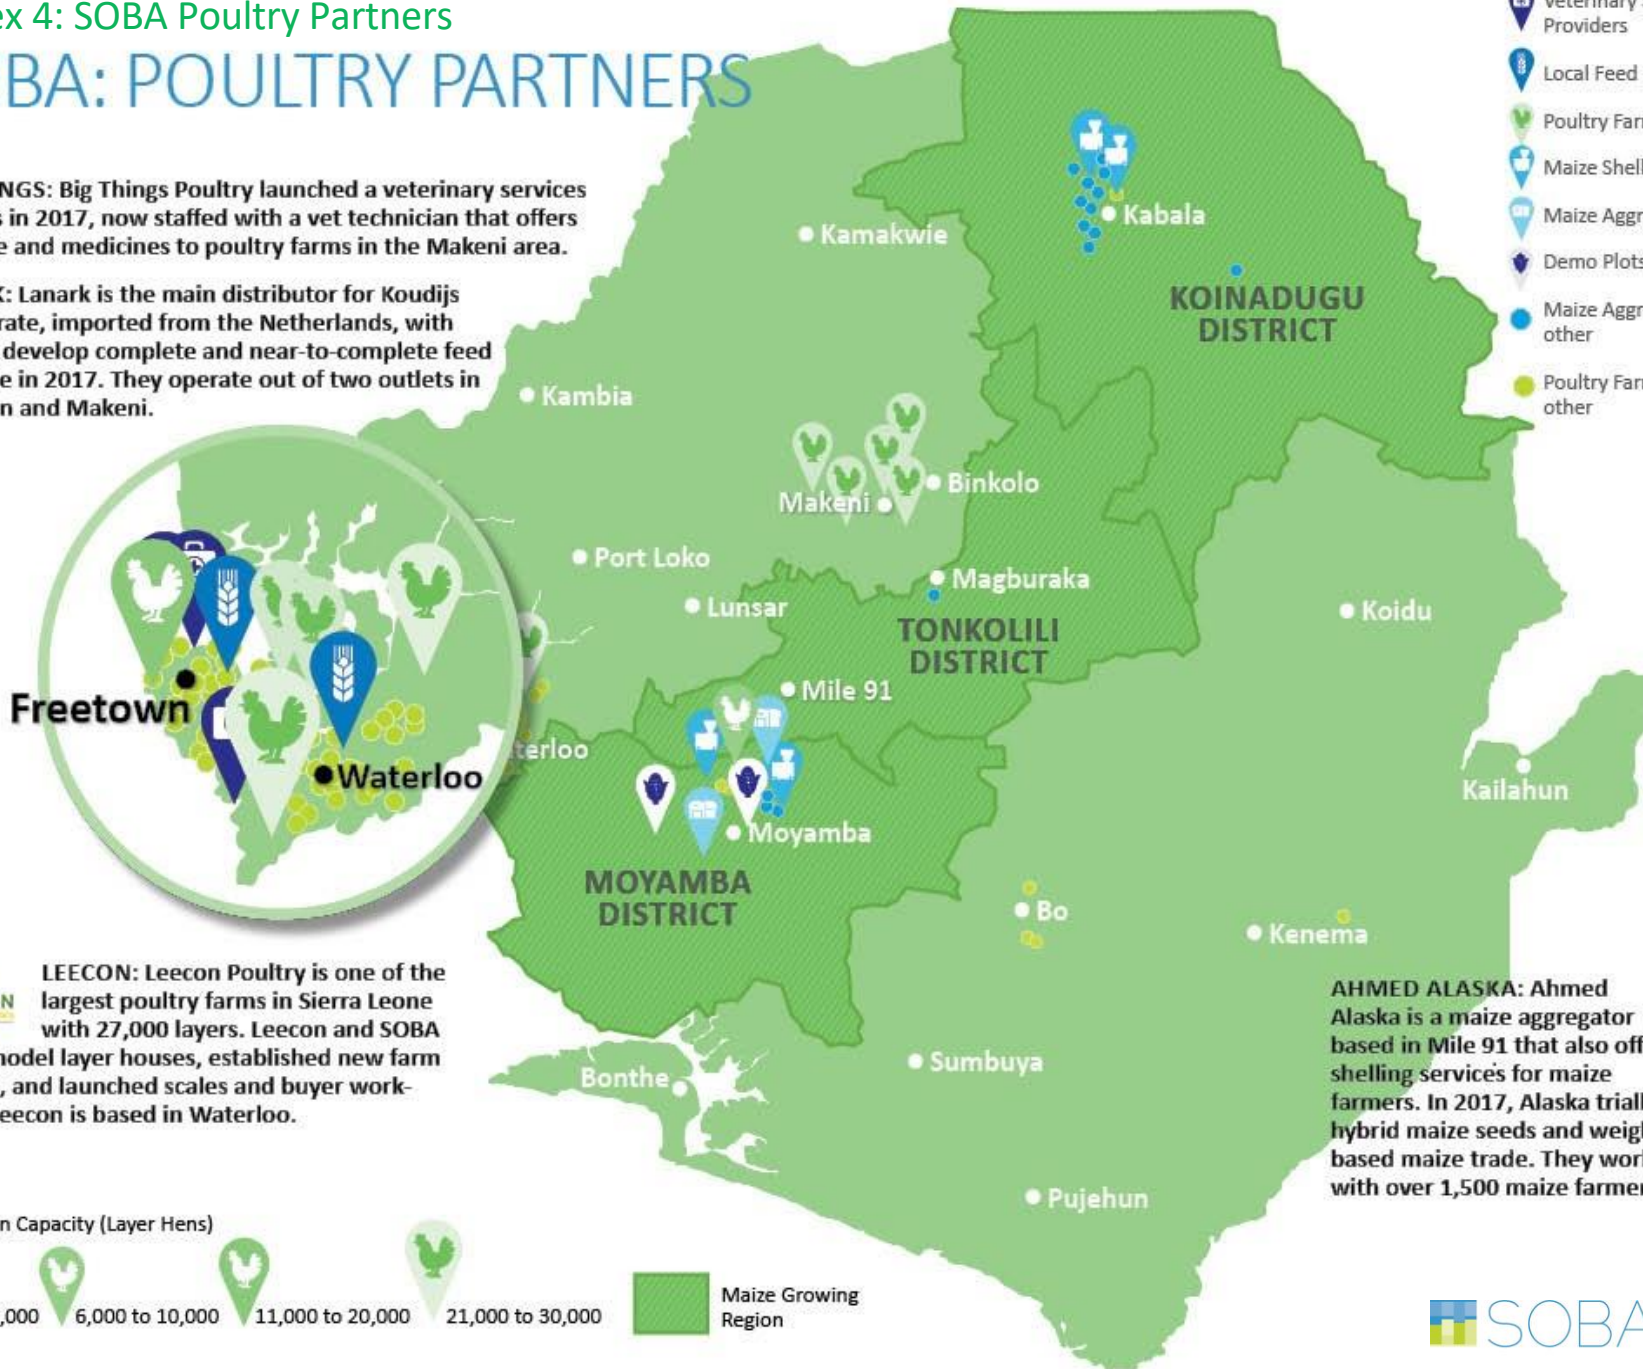 ex 4: SOBA Poultry Partners
BA: POULTRY PARTNERS
NGS: Big Things Poultry launched a veterinary services
s in 2017, now staffed with a vet technician that offers
e and medicines to poultry farms in the Makeni area.
K: Lanark is the main distributor for Koudijs
rate, imported from the Netherlands, with
develop complete and near-to-complete feed
e in 2017. They operate out of two outlets in
n and Makeni.
Veterinary
Providers
Local Feed
Poultry Far
Maize Shell
Maize Aggr
Demo Plots
Maize Aggr
other
Poultry Far
other
Kabala
Kamakwie
KOINADUGU
DISTRICT
Kambia
Binkolo
Makeni
Port Loko
Magburaka
Lunsar
Koidu
TONKOLILI
DISTRICT
Mile 91
Freetown
terloo
Waterloo
Kailahun
Moyamba
MOYAMBA
DISTRICT
Bo
Kenema
LEECON: Leecon Poultry is one of the
N largest poultry farms in Sierra Leone
with 27,000 layers. Leecon and SOBA
model layer houses, established new farm
, and launched scales and buyer work-
eecon is based in Waterloo.
AHMED ALASKA: Ahmed
Alaska is a maize aggregator
based in Mile 91 that also off
shelling services for maize
farmers. In 2017, Alaska triall
hybrid maize seeds and weigh
based maize trade. They work
with over 1,500 maize farmer
Sumbuya
Bonthe
Pujehun
n Capacity (Layer Hens)
,000 6,000 to 10,000 11,000 to 20,000 21,000 to 30,000
Maize Growing
Region
SOBA